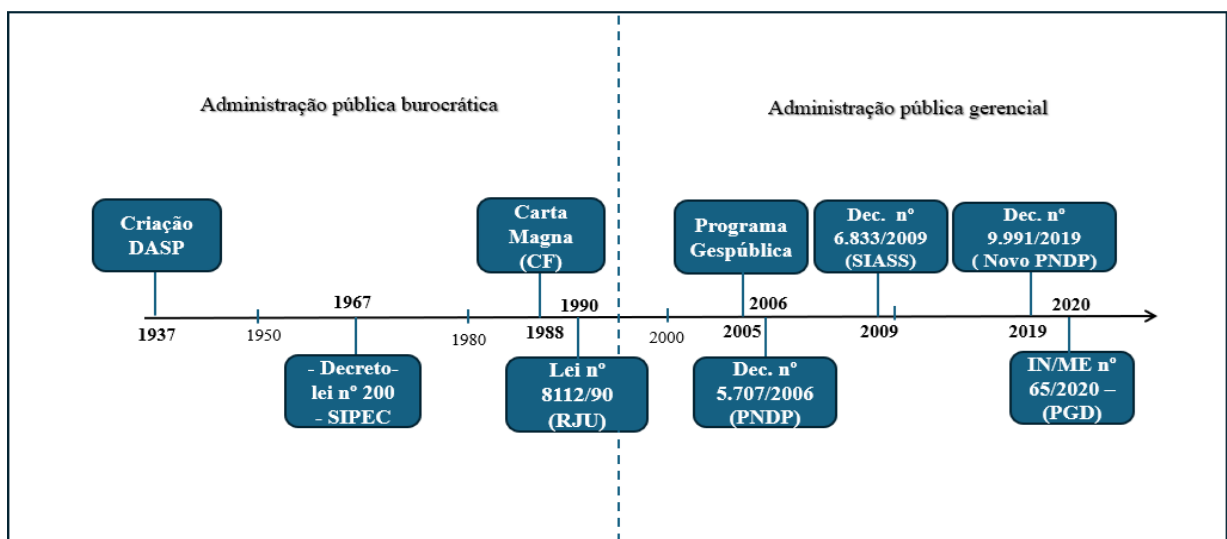 Administração pública burocrática
Administração pública gerencial
Criação
DASP
Carta
Magna
(CF)
Programa
Gespública
Dec. nº
6.833/2009
(SIASS)
Dec. nº
9.991/2019
( Novo PNDP)
1967
1990
2006
2020
1937
1950
1980
1988
2000
2005
2009
2019
- Decreto-
lei nº 200
- SIPEC
Lei nº
8112/90
(RJU)
Dec. nº
5.707/2006
(PNDP)
IN/ME nº
65/2020 –
(PGD)